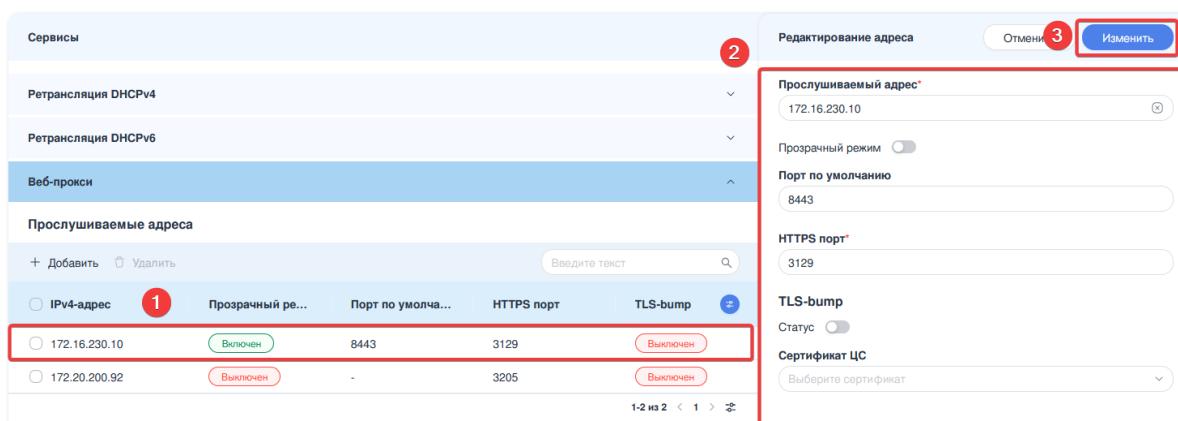 Сервисы
2
Ретрансляция DHCPv4
Ретрансляция DHCPv6
Веб-прокси
Прослушиваемые адреса
+ Добавить Удалить Введите текст
IPv4-адрес 1 Прозрачный ре... Порт по умолча... HTTPS порт TLS-bump
172.16.230.10 Включен 8443 3129 Выключен
172.20.200.92 Выключен - 3205 Выключен
1-2 из 2 < 1 >
Редактирование адреса Отмени 3 Изменить
Прослушиваемый адрес*
172.16.230.10
Прозрачный режим
Порт по умолчанию
8443
HTTPS порт*
3129
TLS-bump
Статус
Сертификат ЦС
Выберите сертификат